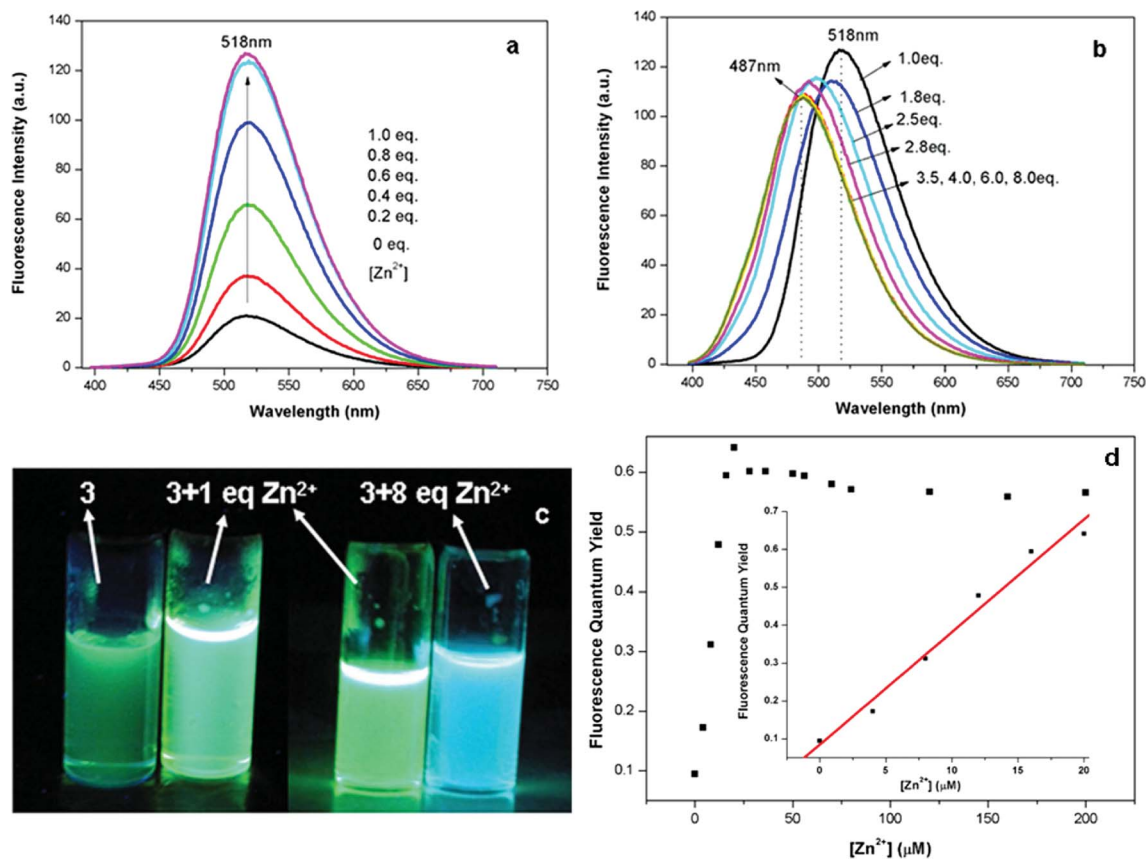 a
518nm
1.0 eq.
0.8 eq.
0.6 eq.
0.4 eq.
0.2 eq.
0 eq.
[Zn²⁺]
140
120
100
80
60
40
20
0
400 450 500 550 600 650 700 750
Fluorescence Intensity (a.u.)
Wavelength (nm)
b
518nm
487nm
1.0eq.
1.8eq.
2.5eq.
2.8eq.
3.5, 4.0, 6.0, 8.0eq.
140
120
100
80
60
40
20
0
400 450 500 550 600 650 700 750
Fluorescence Intensity (a.u.)
Wavelength (nm)
3 3+1 eq Zn²⁺ 3+8 eq Zn²⁺
c
d
0.6
0.5
0.4
0.3
0.2
0.1
0 50 100 150 200
Fluorescence Quantum Yield
[Zn²⁺] (μM)
0.7
0.6
0.5
0.4
0.3
0.2
0.1
0 5 10 15 20
Fluorescence Quantum Yield
[Zn²⁺] (μM)